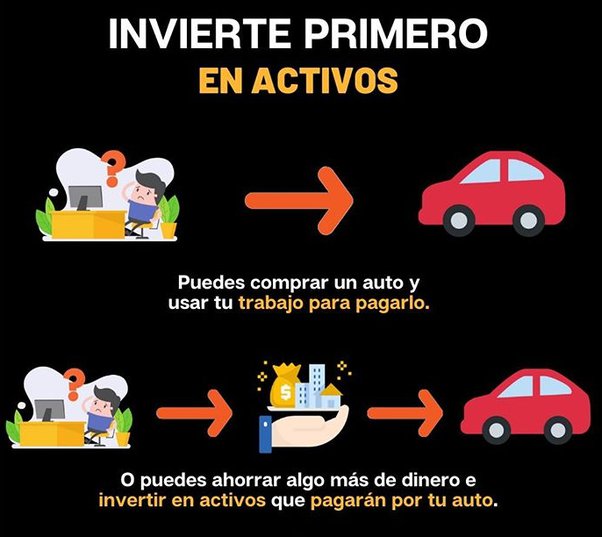 INVIERTE PRIMERO
EN ACTIVOS
?
Puedes comprar un auto y
usar tu trabajo para pagarlo.
?
$
O puedes ahorrar algo más de dinero e
invertir en activos que pagarán por tu auto.